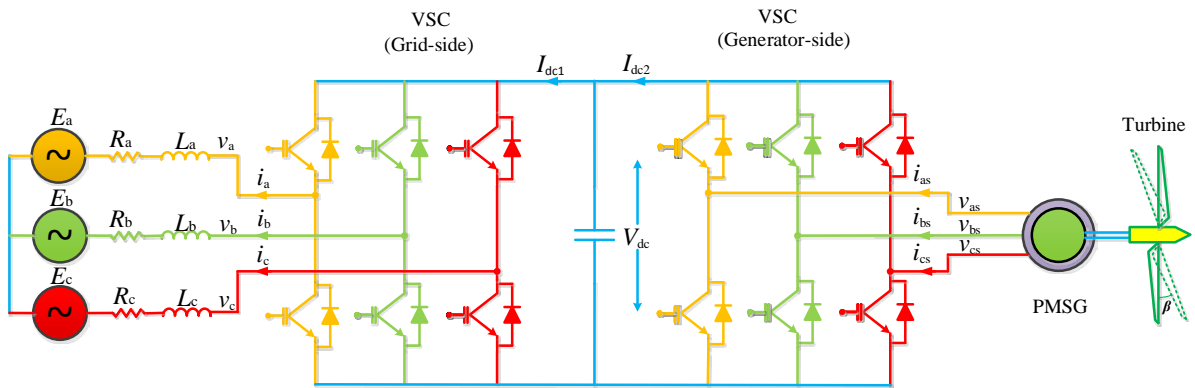 VSC
(Grid-side)
VSC
(Generator-side)
Idc1
Idc2
Ea
Ra
La
va
ia
Eb
Rb
Lb
vb
ib
Ec
Rc
Lc
vc
ic
Vdc
ias
vas
ibs
vbs
ics
vcs
Turbine
PMSG
β